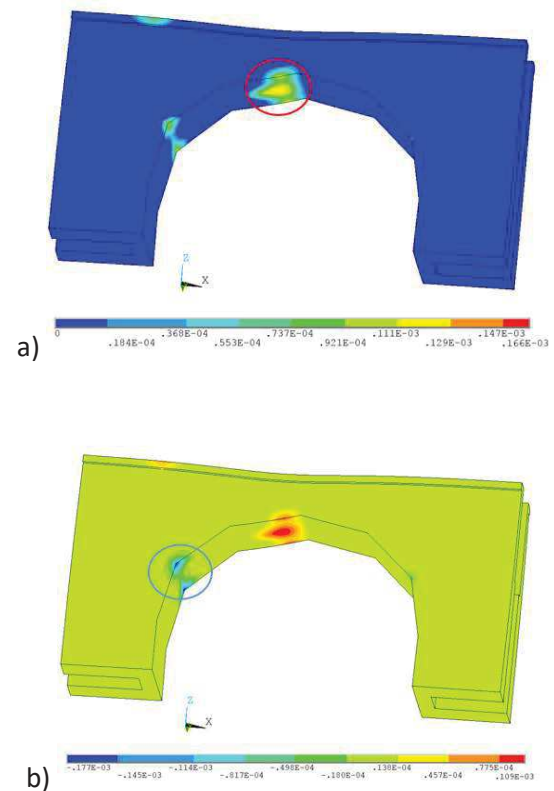 Z
X
0 .368E-04 .737E-04 .111E-03 .147E-03
.184E-04 .553E-04 .921E-04 .129E-03 .166E-03
a)
Z
X
-.177E-03 -.114E-03 -.498E-04 .138E-04 .775E-04
-.145E-03 -.817E-04 -.180E-04 .457E-04 .109E-03
b)